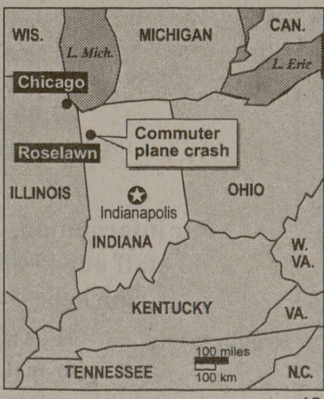 WIS.
MICHIGAN
CAN.
L. Mich.
L. Erie
Chicago
Commuter
plane crash
Roselawn
ILLINOIS
OHIO
Indianapolis
INDIANA
W.
VA.
KENTUCKY
VA.
100 miles
100 km
TENNESSEE
N.C.
AP